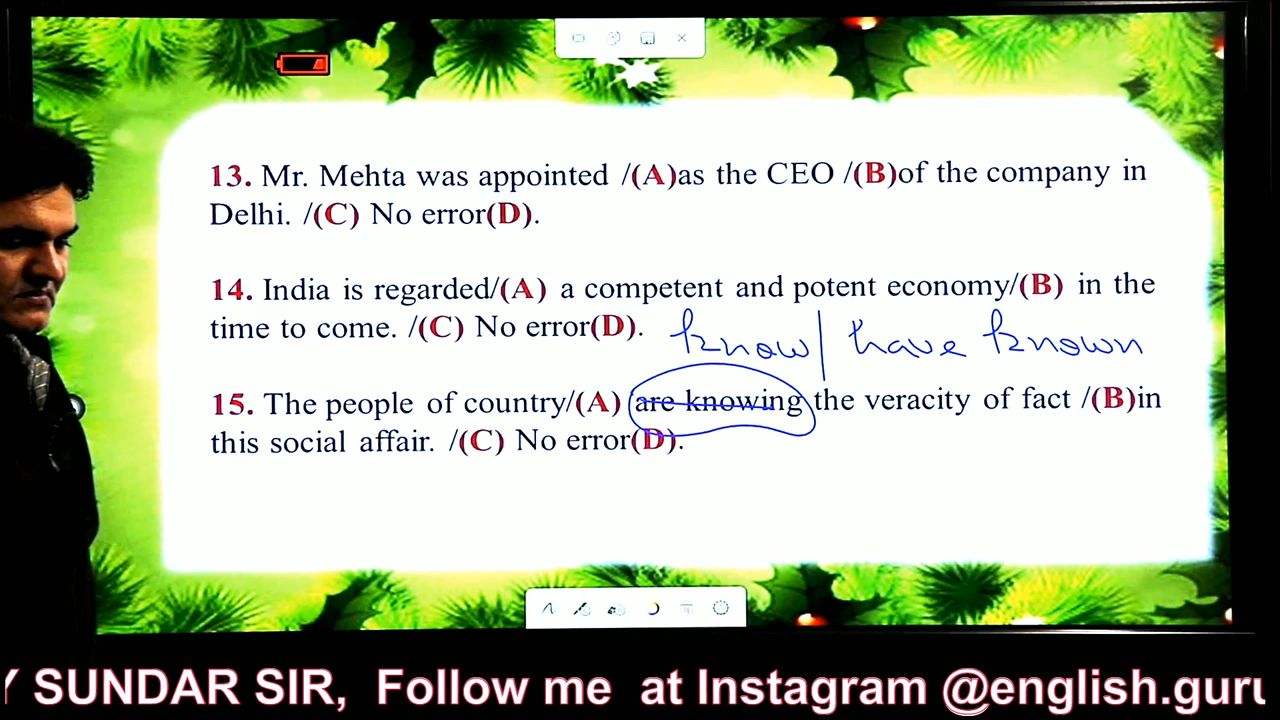 13. Mr. Mehta was appointed /(A)as the CEO /(B)of the company in
Delhi. /(C) No error(D).
14. India is regarded/(A) a competent and potent economy/(B) in the
time to come. /(C) No error(D).
know | have known
15. The people of country/(A) are knowing the veracity of fact /(B)in
this social affair. /(C) No error(D).
Y SUNDAR SIR, Follow me at Instagram @english.guru